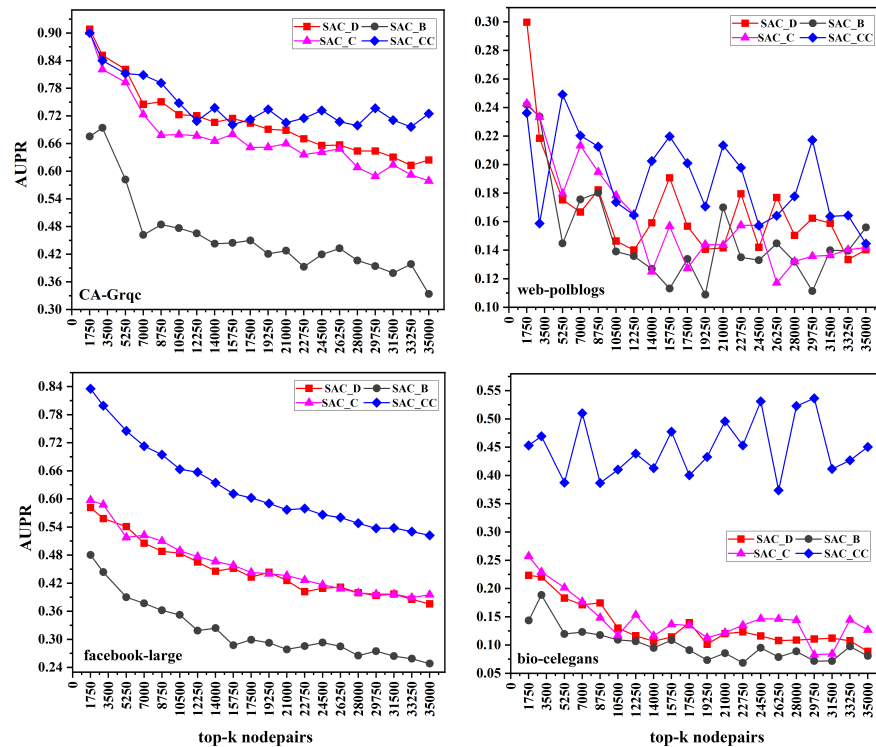 AUPR
0.90
0.84
0.78
0.72
0.66
0.60
0.54
0.48
0.42
0.36
0.30
SAC_D SAC_B
SAC_C SAC_CC
CA-Grqc
0 1750 3500 5250 7000 8750 10500 12250 14000 15750 17500 19250 21000 22750 24500 26250 28000 29750 31500 33250 35000
0.30
0.28
0.26
0.24
0.22
0.20
0.18
0.16
0.14
0.12
0.10
SAC_D SAC_B
SAC_C SAC_CC
web-polblogs
0 1750 3500 5250 7000 8750 10500 12250 14000 15750 17500 19250 21000 22750 24500 26250 28000 29750 31500 33250 35000
AUPR
0.84
0.78
0.72
0.66
0.60
0.54
0.48
0.42
0.36
0.30
0.24
SAC_D SAC_B
SAC_C SAC_CC
facebook-large
0 1750 3500 5250 7000 8750 10500 12250 14000 15750 17500 19250 21000 22750 24500 26250 28000 29750 31500 33250 35000
top-k nodepairs
0.55
0.50
0.45
0.40
0.35
0.30
0.25
0.20
0.15
0.10
0.05
SAC_D SAC_B
SAC_C SAC_CC
bio-celegans
0 1750 3500 5250 7000 8750 10500 12250 14000 15750 17500 19250 21000 22750 24500 26250 28000 29750 31500 33250 35000
top-k nodepairs